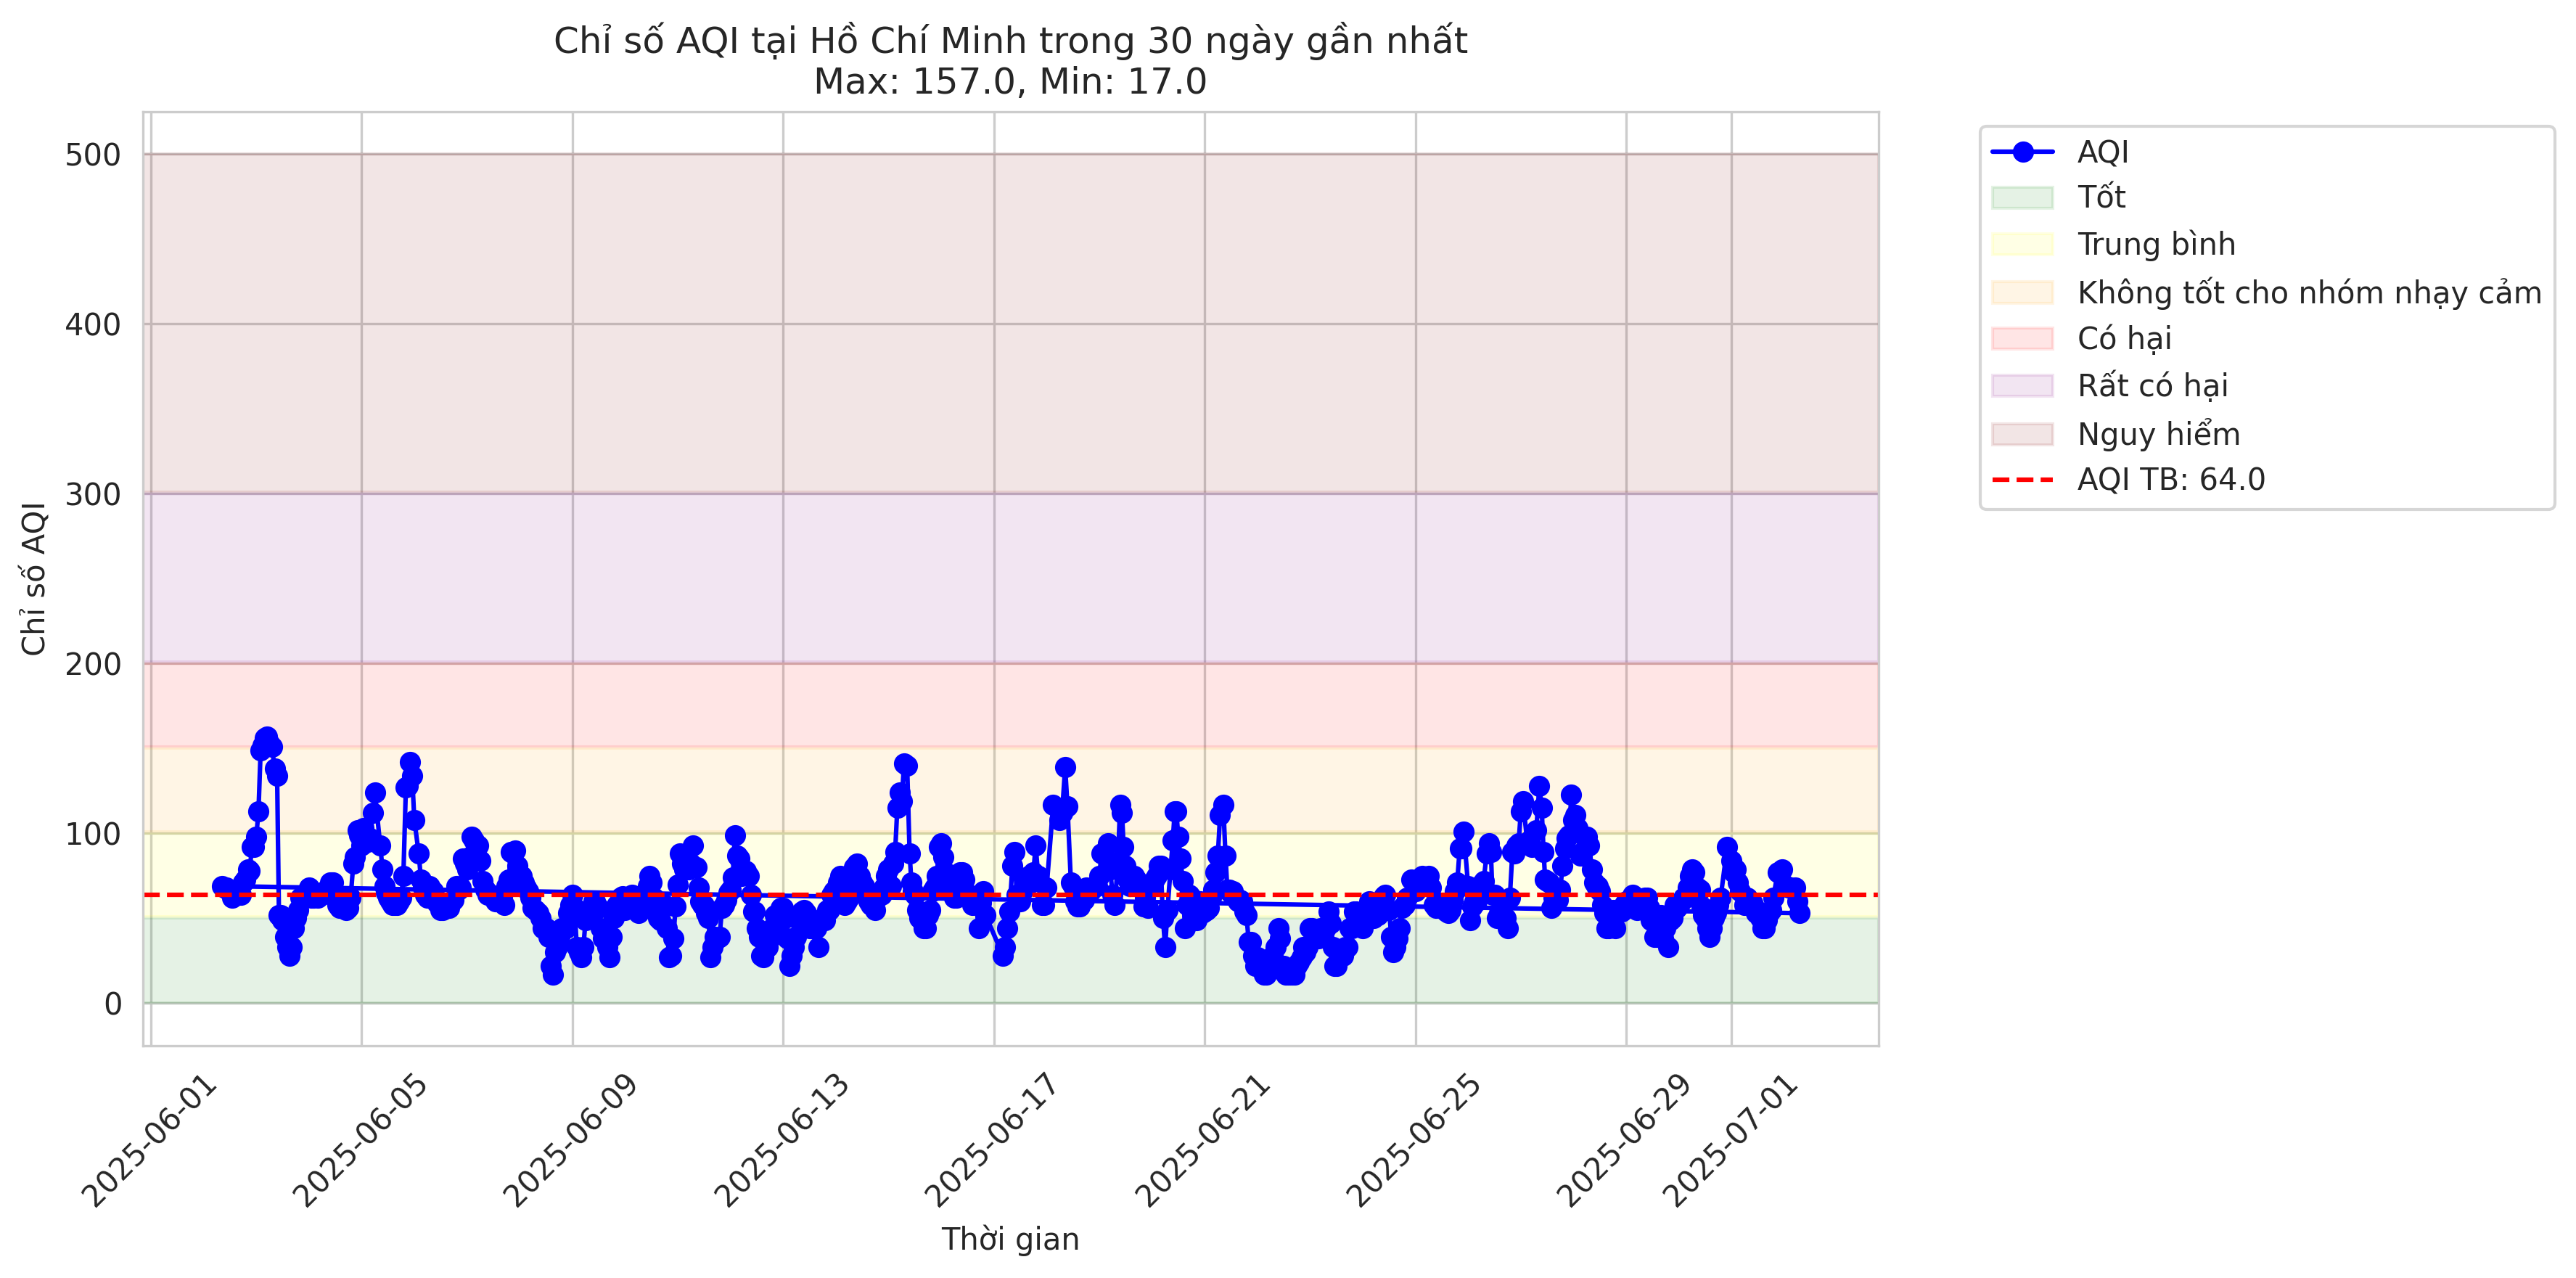 Chỉ số AQI tại Hồ Chí Minh trong 30 ngày gần nhất
Max: 157.0, Min: 17.0
Chỉ số AQI
500
400
300
200
100
0
2025-06-01
2025-06-05
2025-06-09
2025-06-13
2025-06-17
2025-06-21
2025-06-25
2025-06-29
2025-07-01
Thời gian
AQI
Tốt
Trung bình
Không tốt cho nhóm nhạy cảm
Có hại
Rất có hại
Nguy hiểm
AQI TB: 64.0